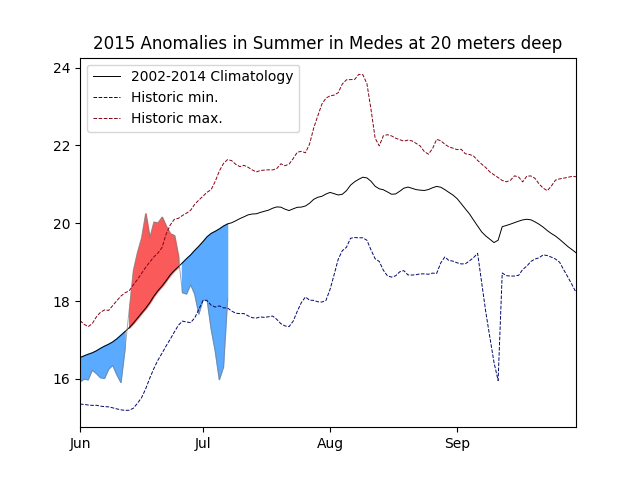 2015 Anomalies in Summer in Medes at 20 meters deep
2002-2014 Climatology
Historic min.
Historic max.
24
22
20
18
16
Jun Jul Aug Sep